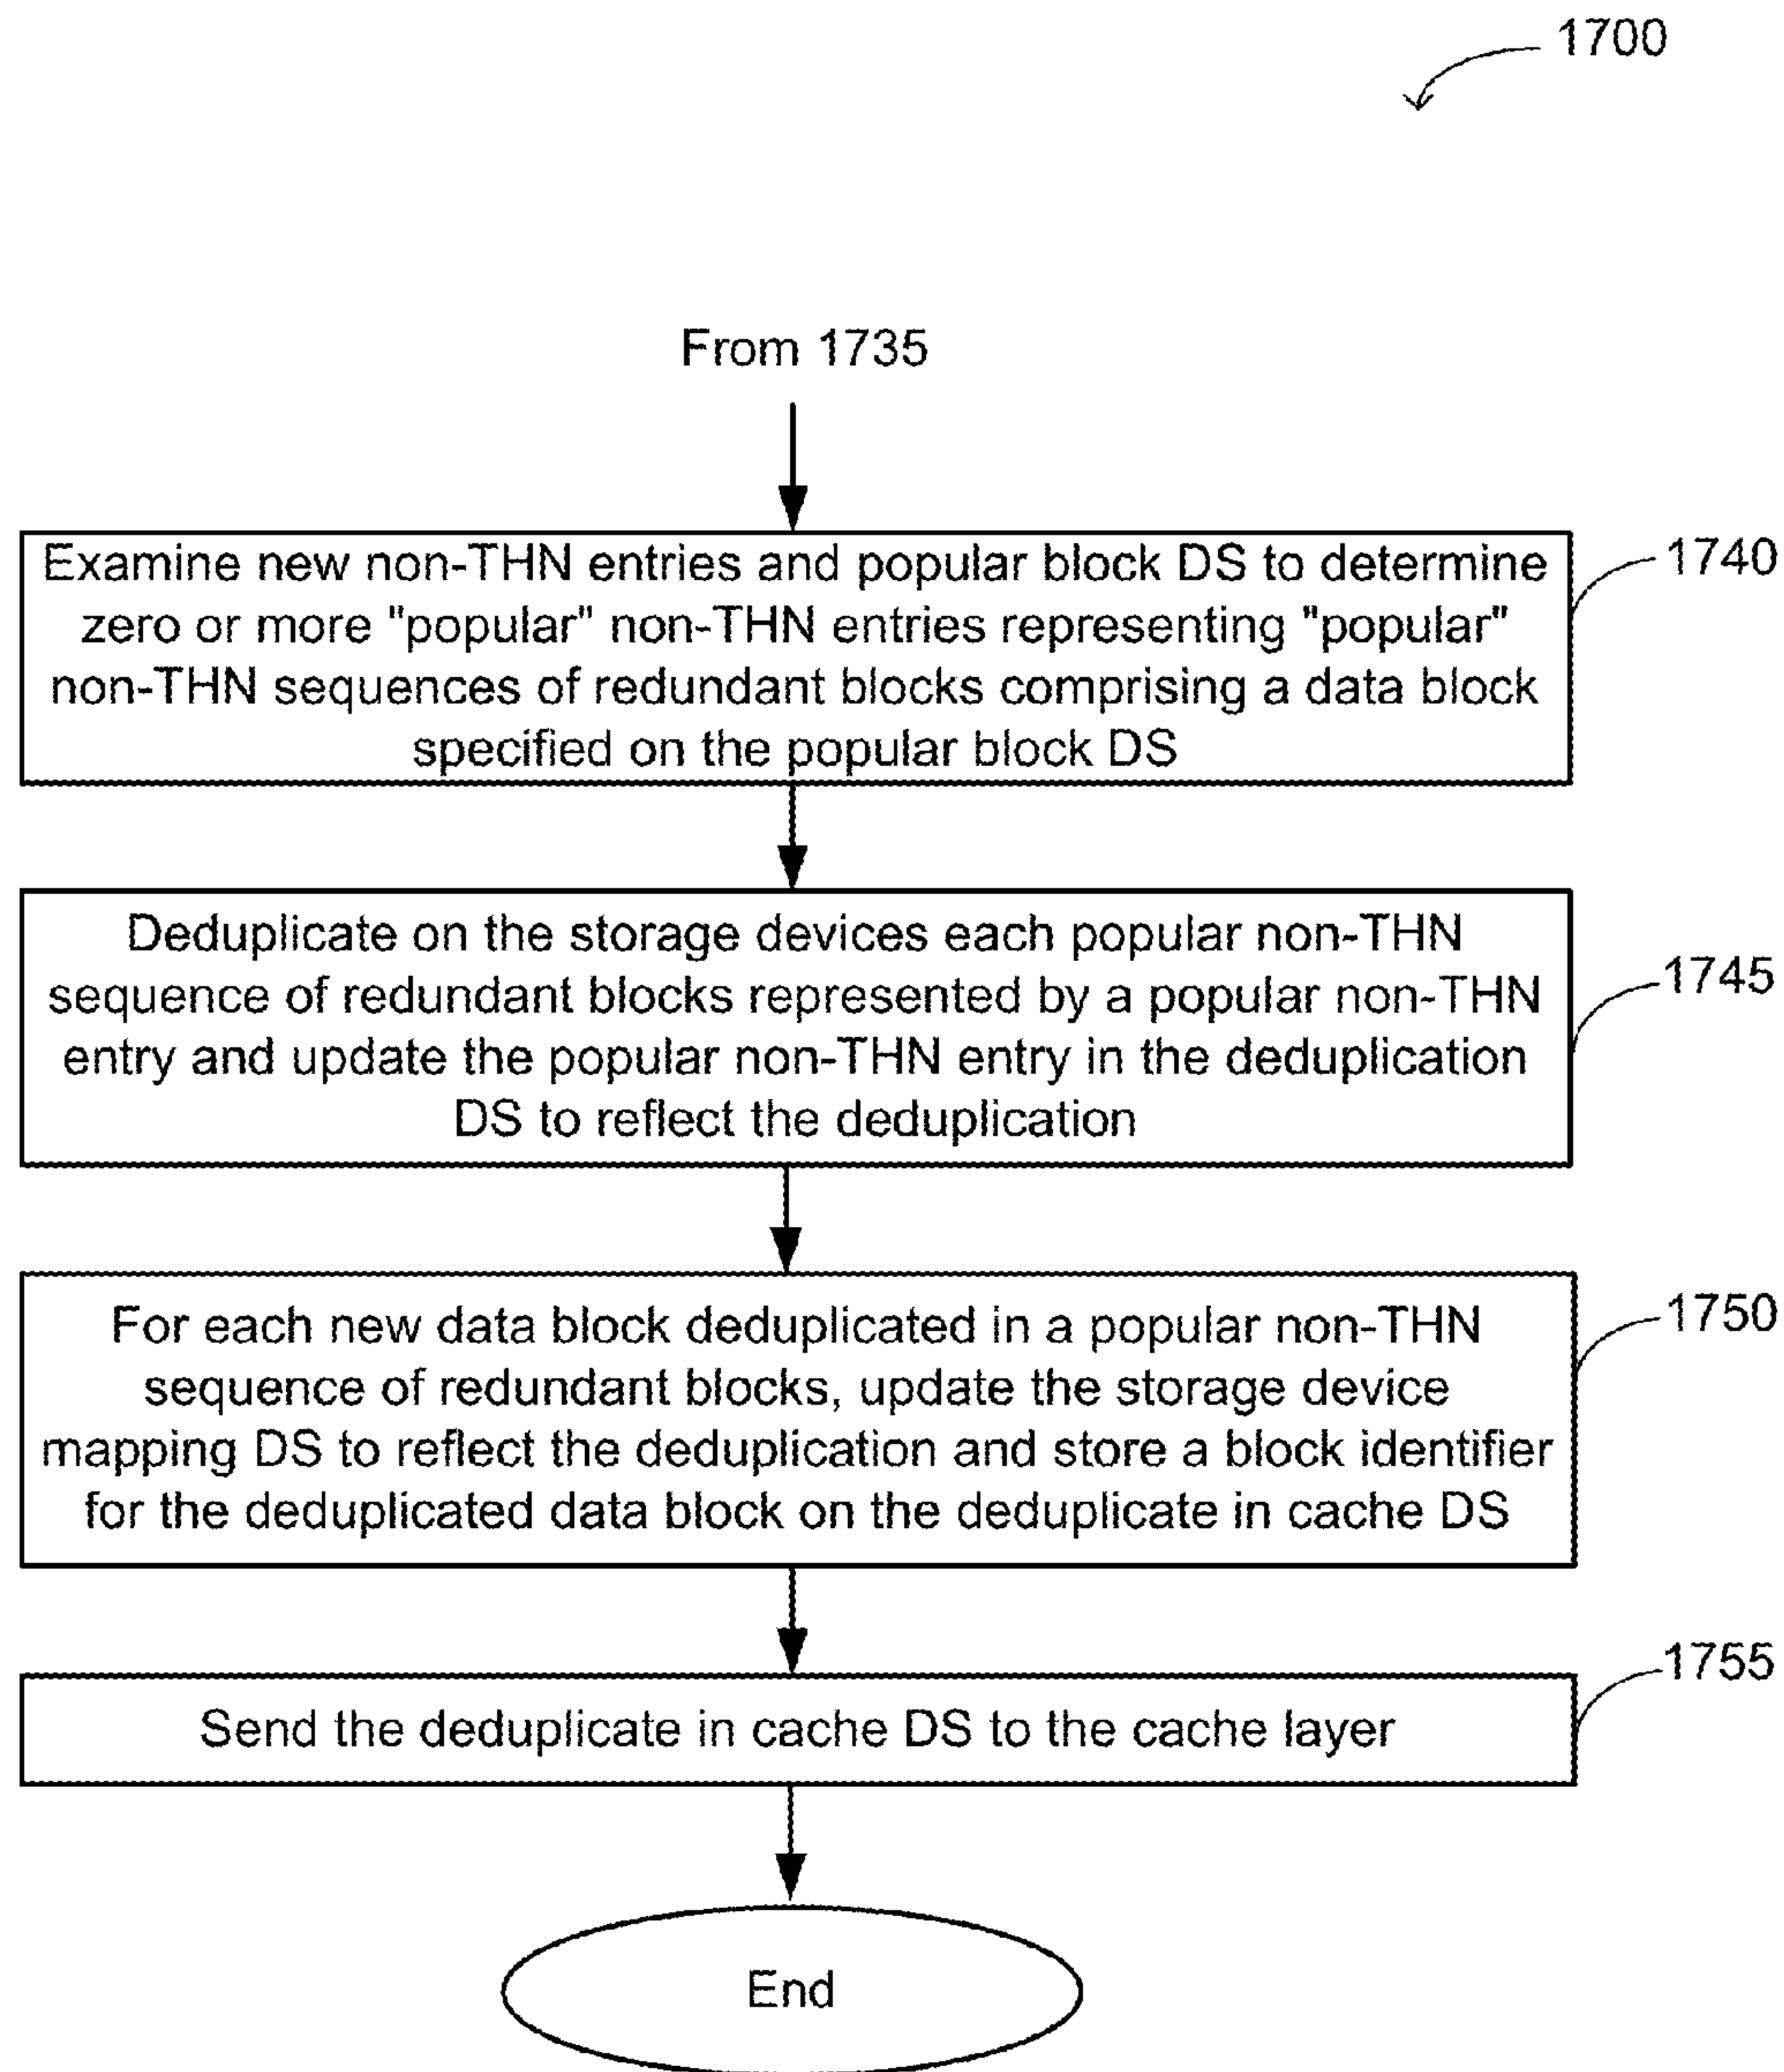 1700
From 1735
Examine new non-THN entries and popular block DS to determine
zero or more "popular" non-THN entries representing "popular"
non-THN sequences of redundant blocks comprising a data block
specified on the popular block DS
1740
Deduplicate on the storage devices each popular non-THN
sequence of redundant blocks represented by a popular non-THN
entry and update the popular non-THN entry in the deduplication
DS to reflect the deduplication
1745
For each new data block deduplicated in a popular non-THN
sequence of redundant blocks, update the storage device
mapping DS to reflect the deduplication and store a block identifier
for the deduplicated data block on the deduplicate in cache DS
1750
Send the deduplicate in cache DS to the cache layer
1755
End